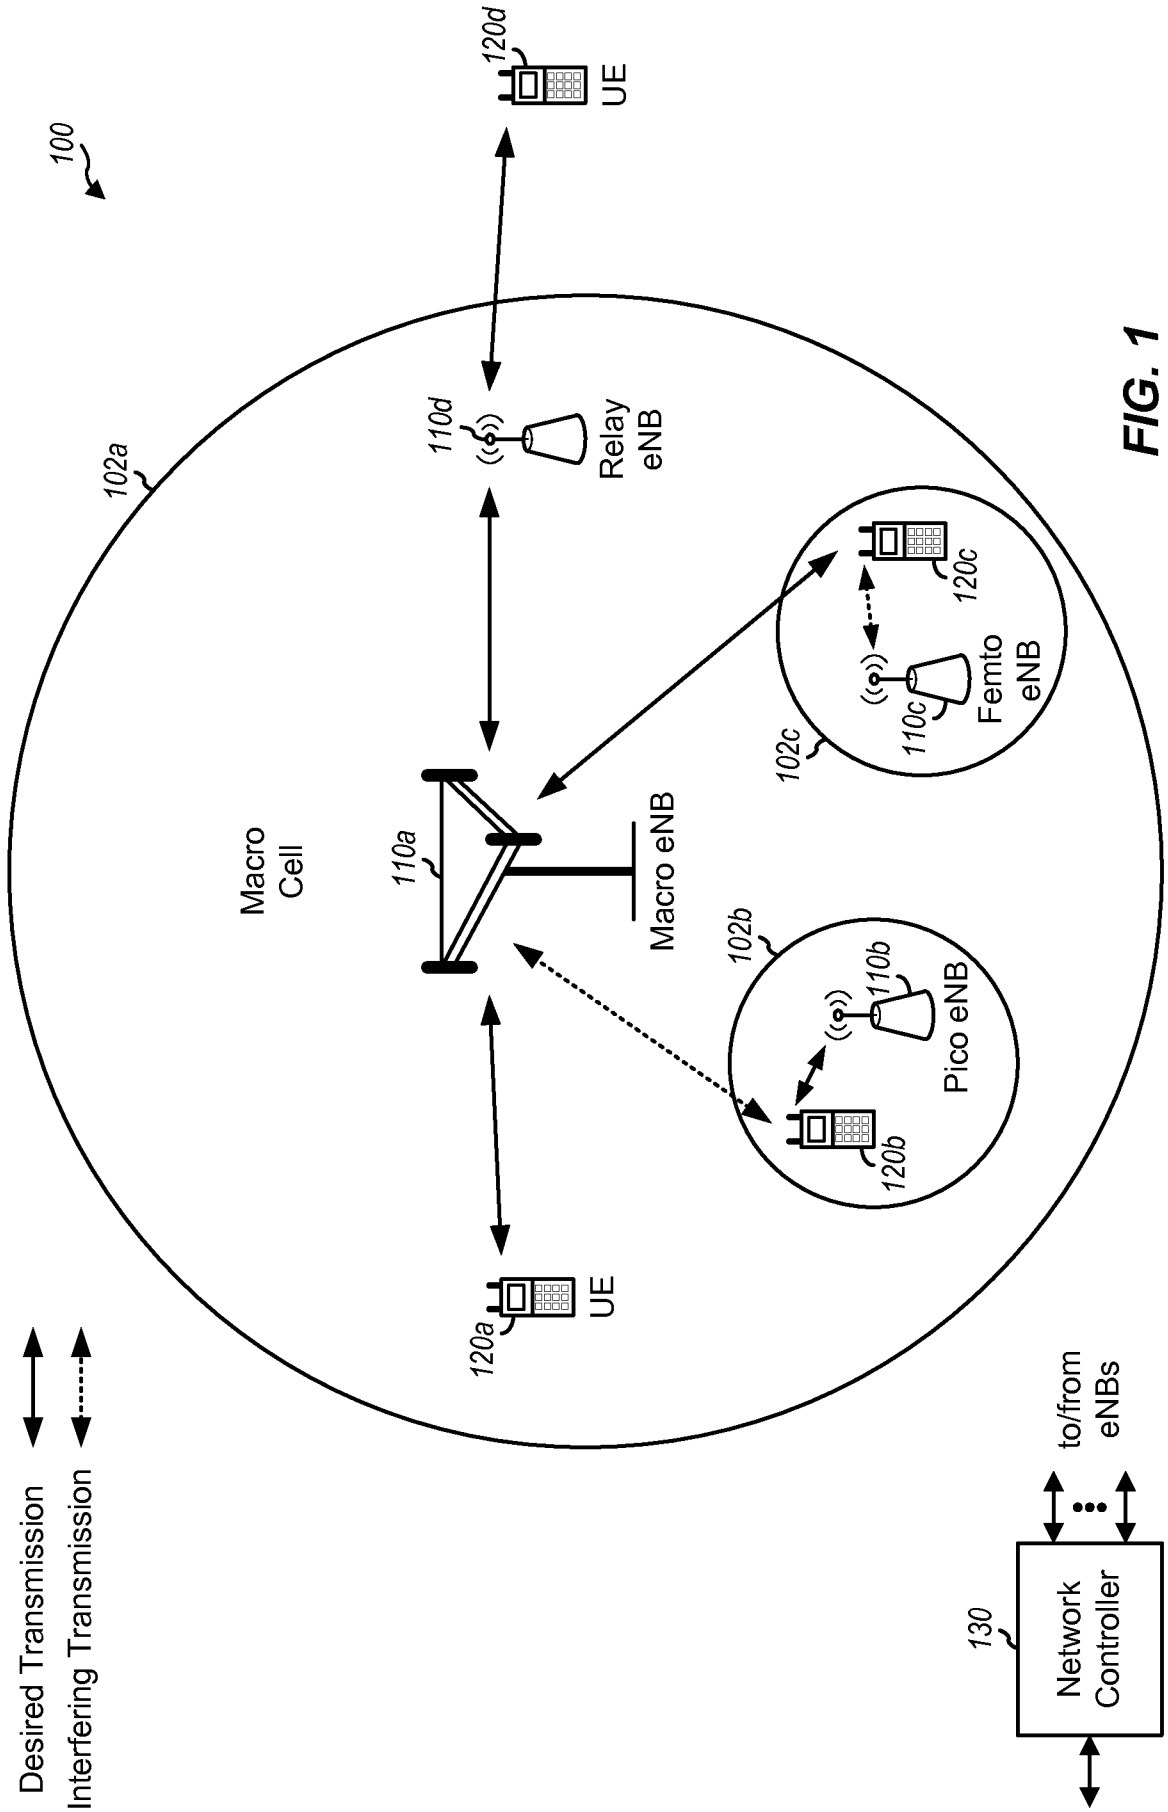 Desired Transmission
Interfering Transmission
100
102a
Macro
Cell
110a
Macro eNB
120a
UE
110d
Relay
eNB
120d
UE
102b
120b
110b
Pico eNB
102c
110c
Femto
eNB
120c
130
Network
Controller
to/from
eNBs
FIG. 1